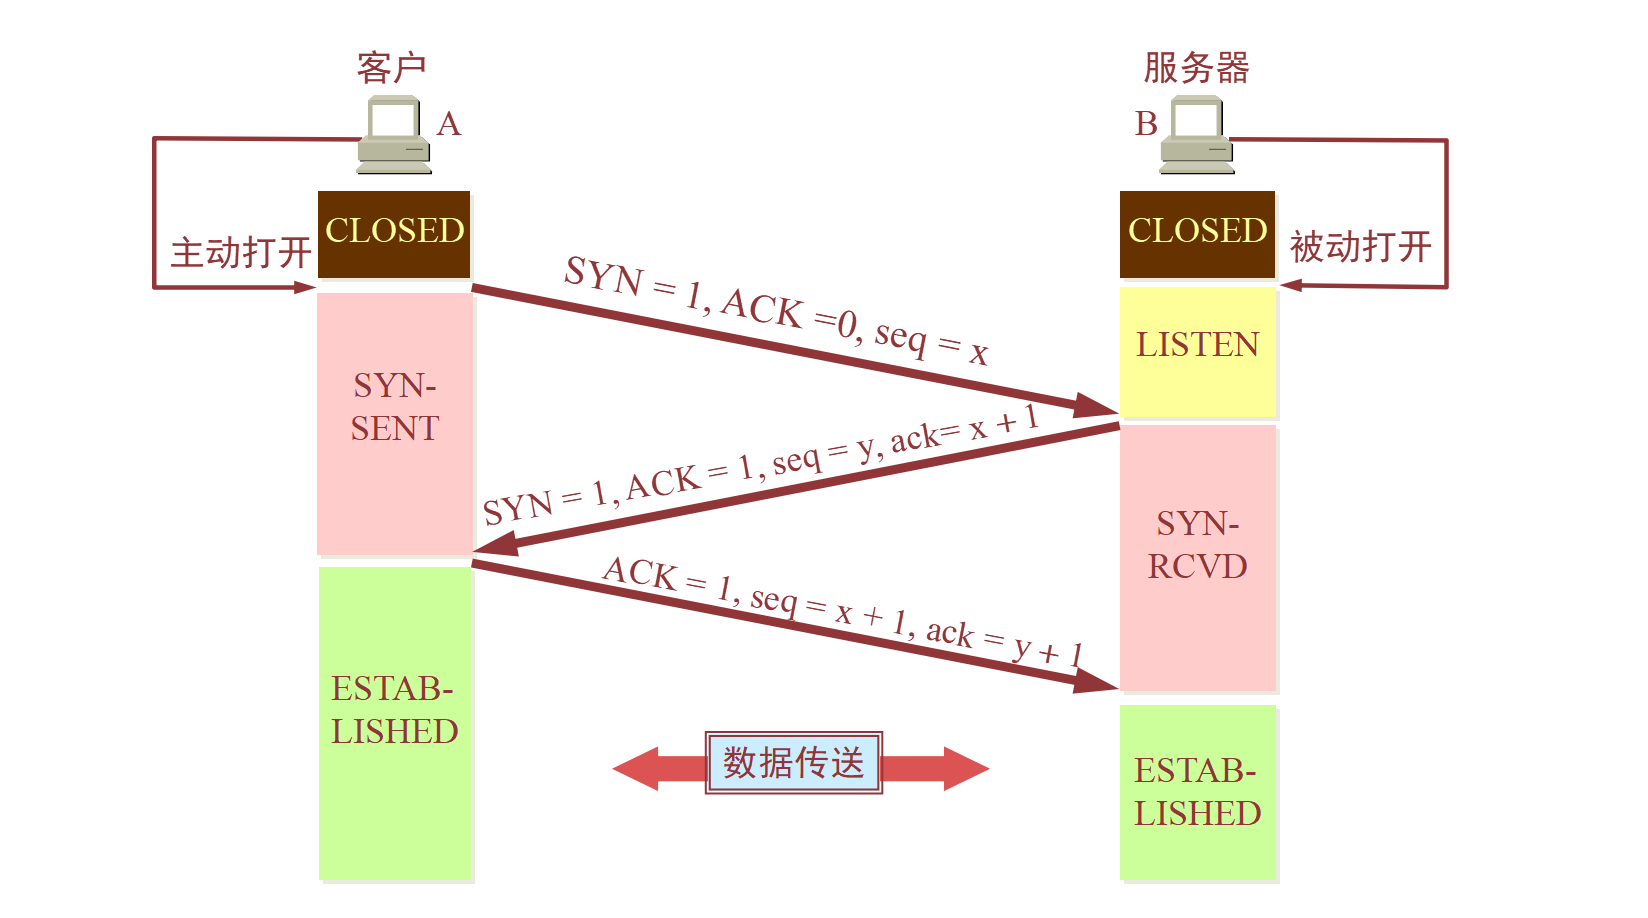 客户
服务器
A
B
CLOSED
CLOSED
主动打开
被动打开
SYN = 1, ACK =0, seq = x
LISTEN
SYN-
SENT
SYN = 1, ACK = 1, seq = y, ack= x + 1
SYN-
RCVD
ACK = 1, seq = x + 1, ack = y + 1
ESTAB-
LISHED
数据传送
ESTAB-
LISHED